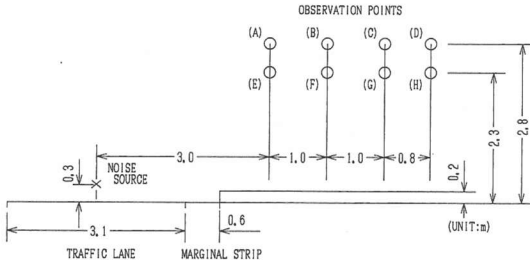 OBSERVATION POINTS
(A) (B) (C) (D)
(E) (F) (G) (H)
3.0 1.0 1.0 0.8
0.3
NOISE
SOURCE
0.2
2.3
2.8
3.1
0.6
(UNIT:m)
TRAFFIC LANE MARGINAL STRIP